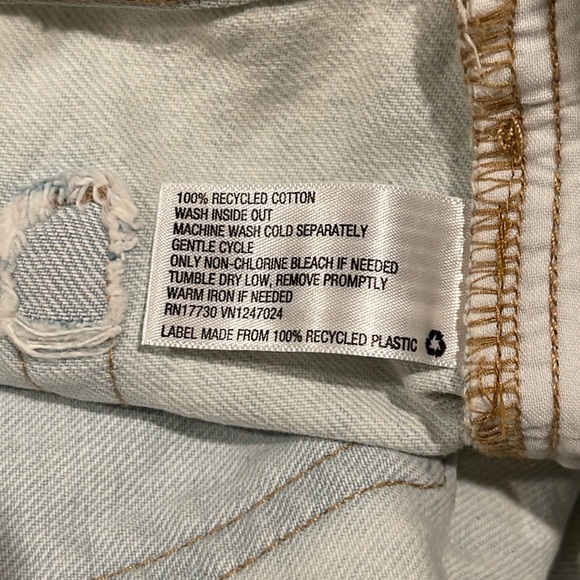 100% RECYCLED COTTON
WASH INSIDE OUT
MACHINE WASH COLD SEPARATELY
GENTLE CYCLE
ONLY NON-CHLORINE BLEACH IF NEEDED
TUMBLE DRY LOW, REMOVE PROMPTLY
WARM IRON IF NEEDED
RN17730 VN1247024
LABEL MADE FROM 100% RECYCLED PLASTIC